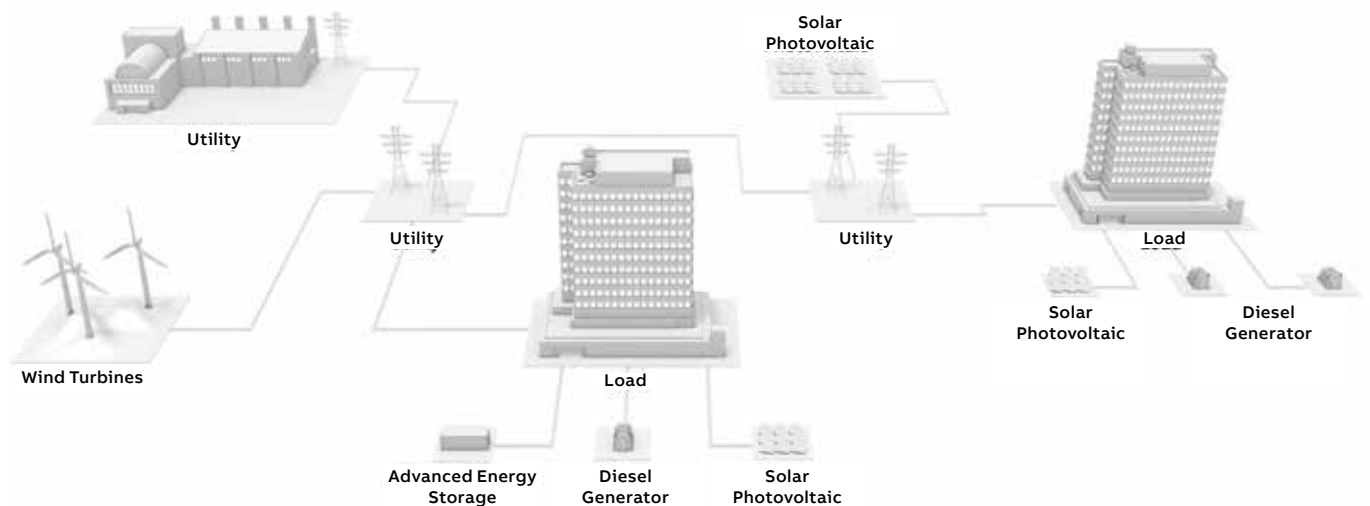 Solar
Photovoltaic
Utility
Utility
Utility
Load
Wind Turbines
Load
Solar
Photovoltaic
Diesel
Generator
Advanced Energy
Storage
Diesel
Generator
Solar
Photovoltaic